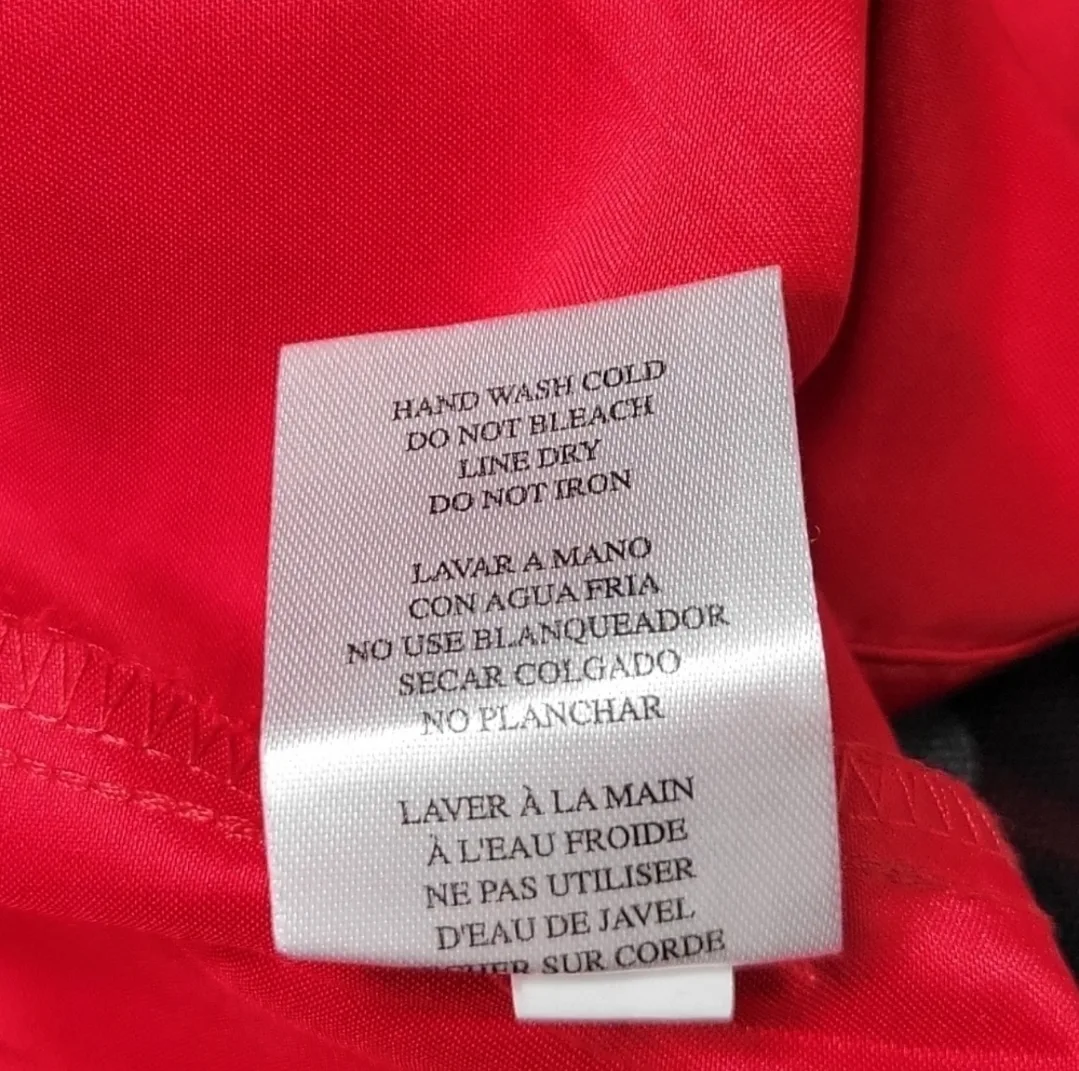 HAND WASH COLD
DO NOT BLEACH
LINE DRY
DO NOT IRON
LAVAR A MANO
CON AGUA FRIA
NO USE BLANQUEADOR
SECAR COLGADO
NO PLANCHAR
LAVER À LA MAIN
À L'EAU FROIDE
NE PAS UTILISER
D'EAU DE JAVEL
SUR CORDE